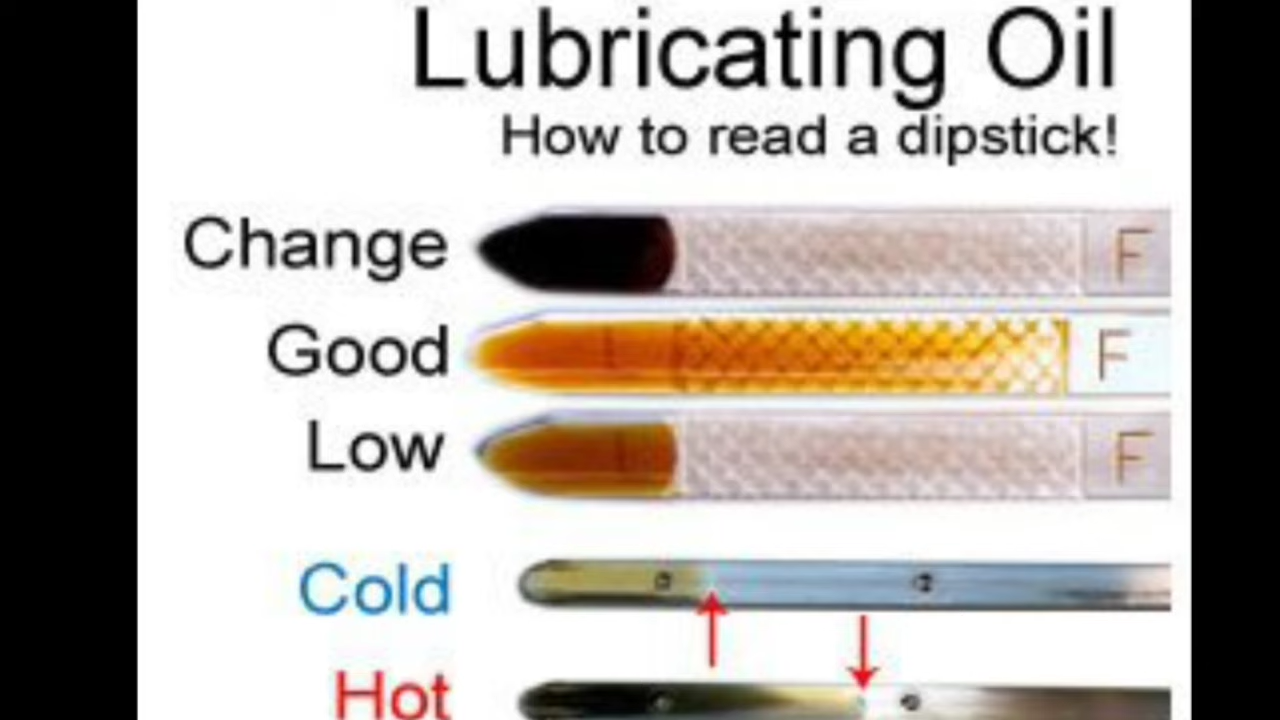 Lubricating Oil
How to read a dipstick!
Change F
Good F
Low F
Cold
Hot